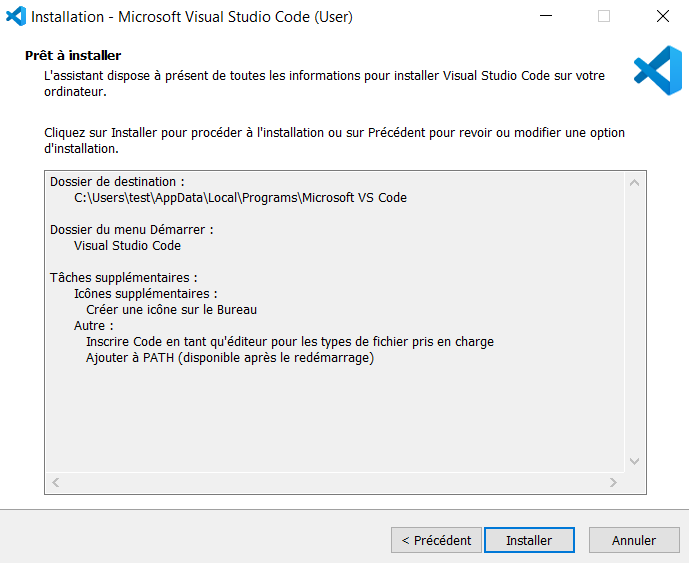 Installation - Microsoft Visual Studio Code (User)
Prêt à installer
L'assistant dispose à présent de toutes les informations pour installer Visual Studio Code sur votre
ordinateur.
Cliquez sur Installer pour procéder à l'installation ou sur Précédent pour revoir ou modifier une option
d'installation.
Dossier de destination :
C:\Users\test\AppData\Local\Programs\Microsoft VS Code
Dossier du menu Démarrer :
Visual Studio Code
Tâches supplémentaires :
Icônes supplémentaires :
Créer une icône sur le Bureau
Autre :
Inscrire Code en tant qu'éditeur pour les types de fichier pris en charge
Ajouter à PATH (disponible après le redémarrage)
< Précédent
Installer
Annuler